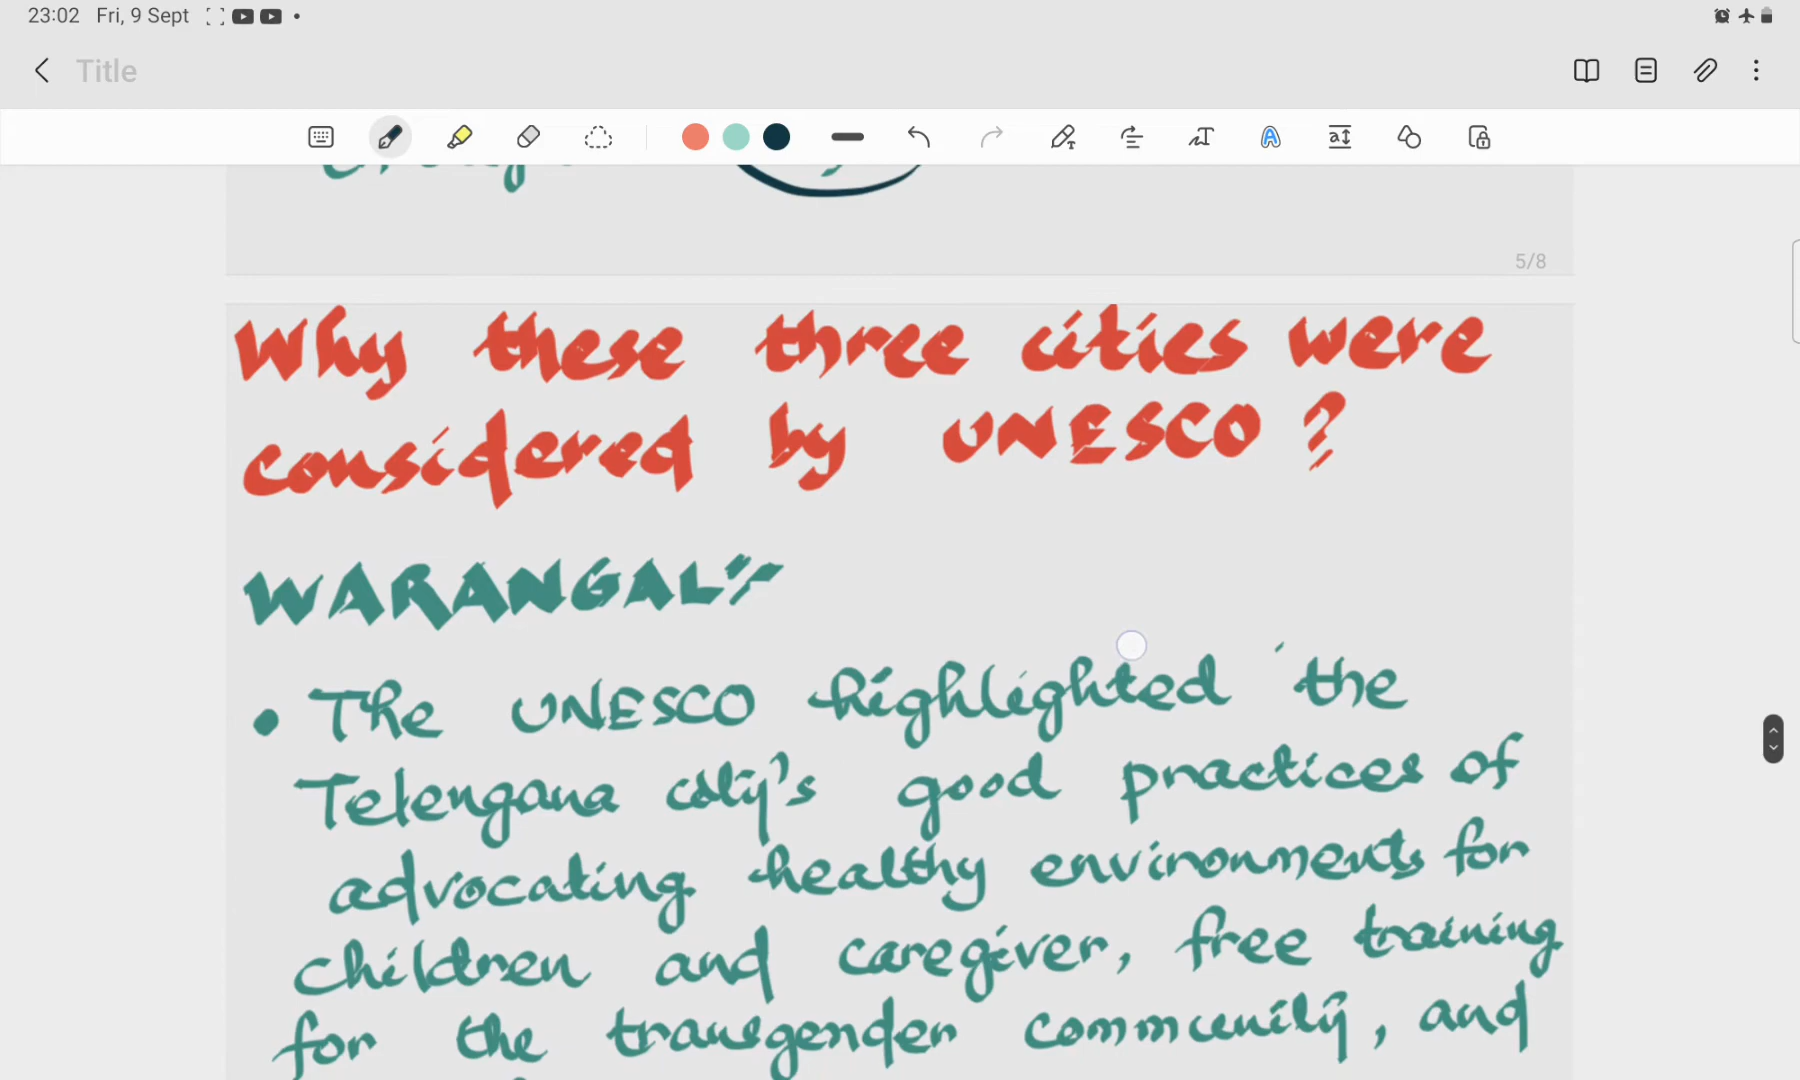 23:02 Fri, 9 Sept
Title
5/8
Why these three cities were
considered by UNESCO ?
WARANGAL:-
• The UNESCO highlighted the
Telengana city's good practices of
advocating healthy environments for
children and caregiver, free training
for the transgender community, and